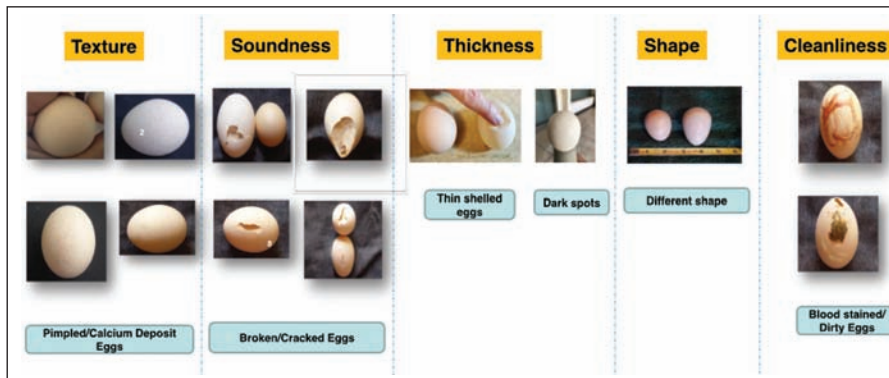 Texture
Soundness
Thickness
Shape
Cleanliness
2
Thin shelled
eggs
Dark spots
Different shape
Pimpled/Calcium Deposit
Eggs
Broken/Cracked Eggs
Blood stained/
Dirty Eggs